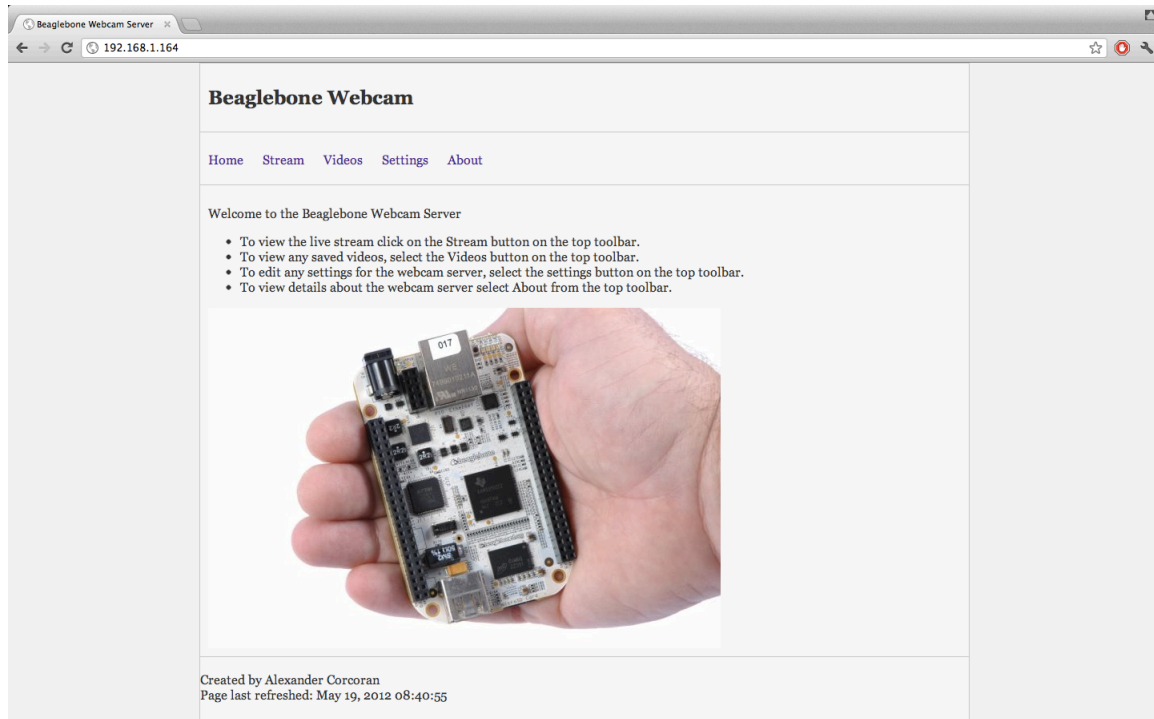 Beaglebone Webcam Server
192.168.1.164
Beaglebone Webcam
Home Stream Videos Settings About
Welcome to the Beaglebone Webcam Server
To view the live stream click on the Stream button on the top toolbar.
To view any saved videos, select the Videos button on the top toolbar.
To edit any settings for the webcam server, select the settings button on the top toolbar.
To view details about the webcam server select About from the top toolbar.
017
Created by Alexander Corcoran
Page last refreshed: May 19, 2012 08:40:55